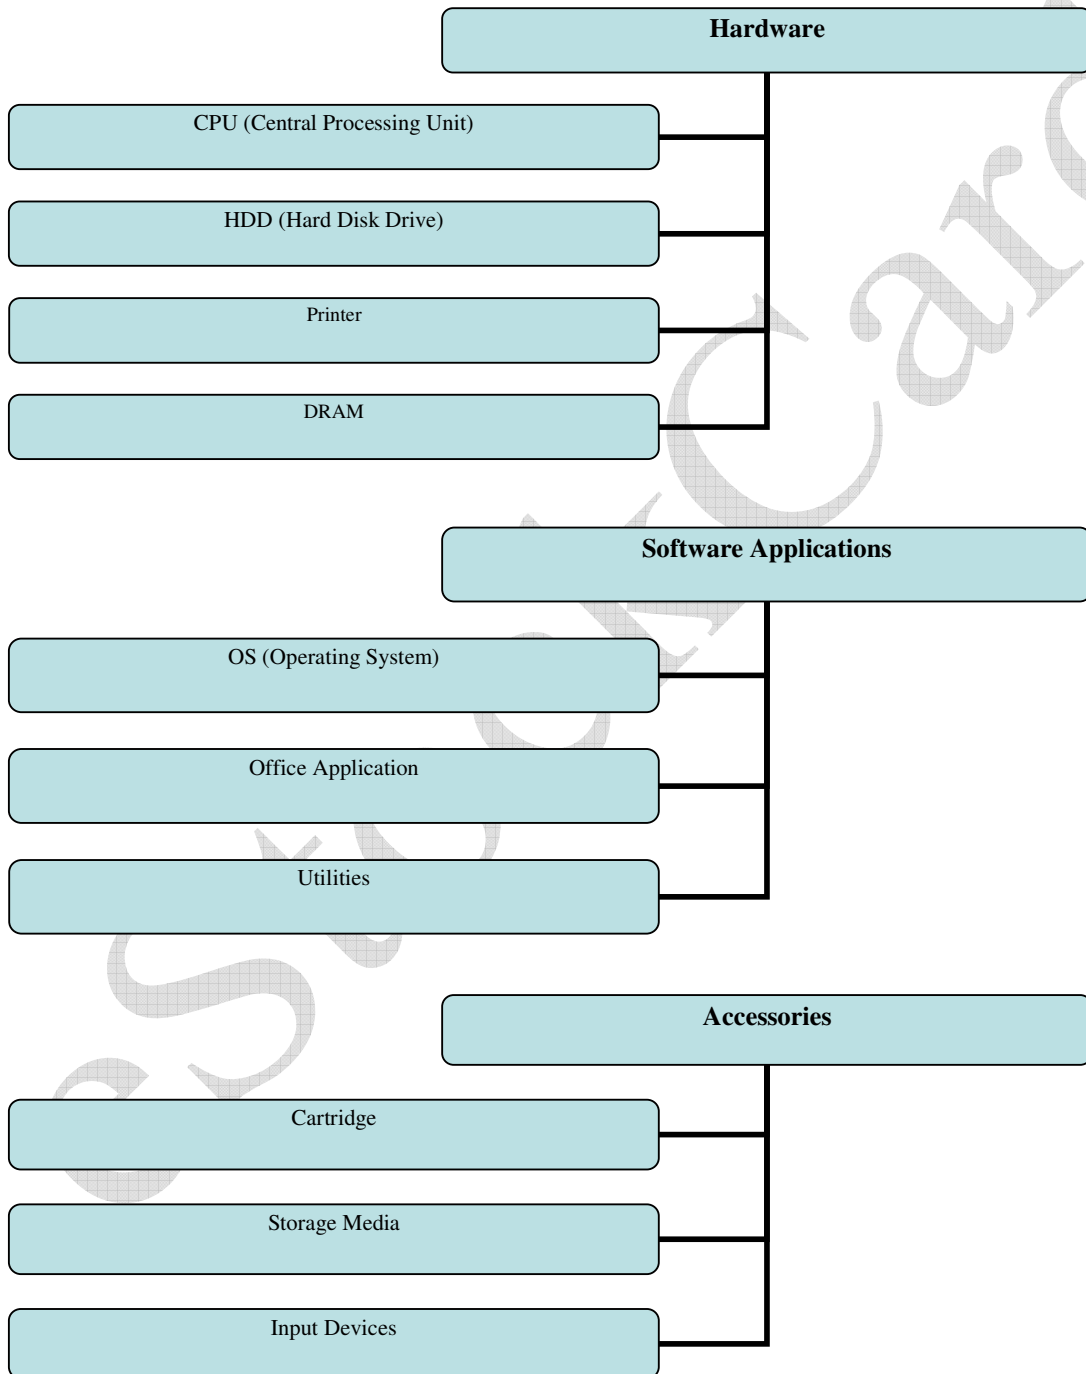 Hardware
CPU (Central Processing Unit)
HDD (Hard Disk Drive)
Printer
DRAM
Software Applications
OS (Operating System)
Office Application
Utilities
Accessories
Cartridge
Storage Media
Input Devices
eStockCard